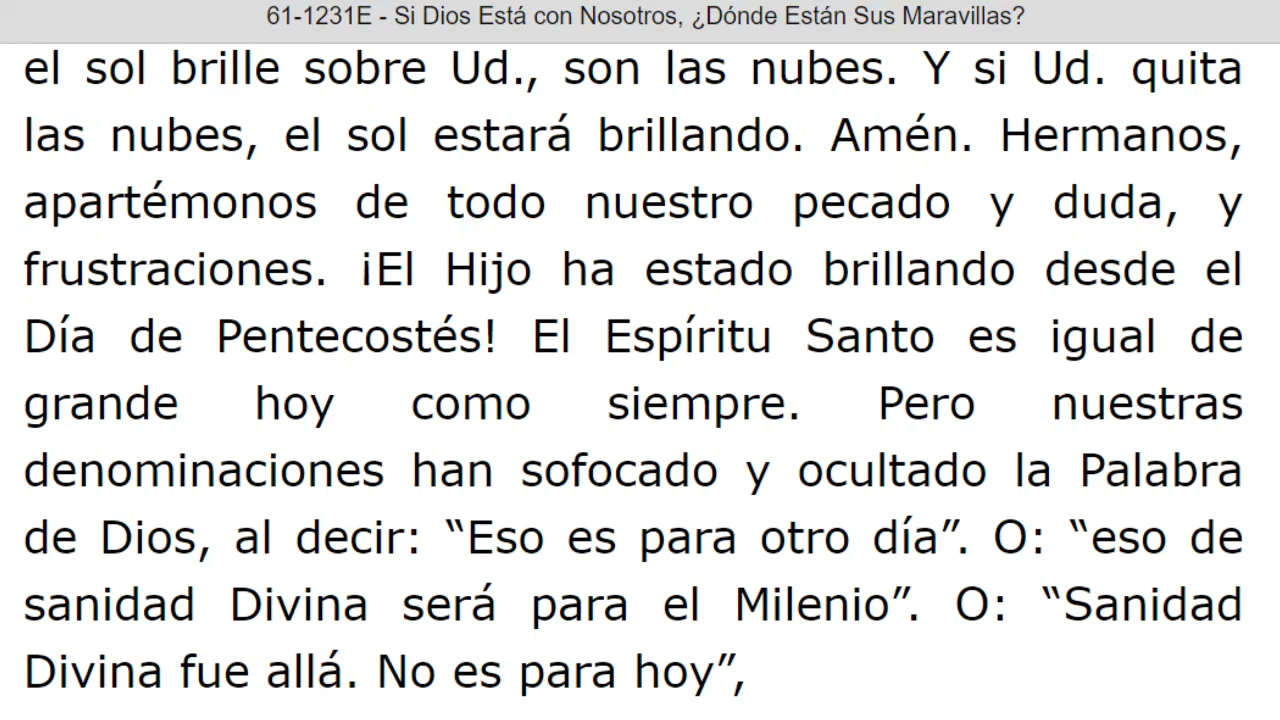 61-1231E - Si Dios Está con Nosotros, ¿Dónde Están Sus Maravillas?
el sol brille sobre Ud., son las nubes. Y si Ud. quita
las nubes, el sol estará brillando. Amén. Hermanos,
apartémonos de todo nuestro pecado y duda, y
frustraciones. ¡El Hijo ha estado brillando desde el
Día de Pentecostés! El Espíritu Santo es igual de
grande hoy como siempre. Pero nuestras
denominaciones han sofocado y ocultado la Palabra
de Dios, al decir: “Eso es para otro día”. O: “eso de
sanidad Divina será para el Milenio”. O: “Sanidad
Divina fue allá. No es para hoy”,